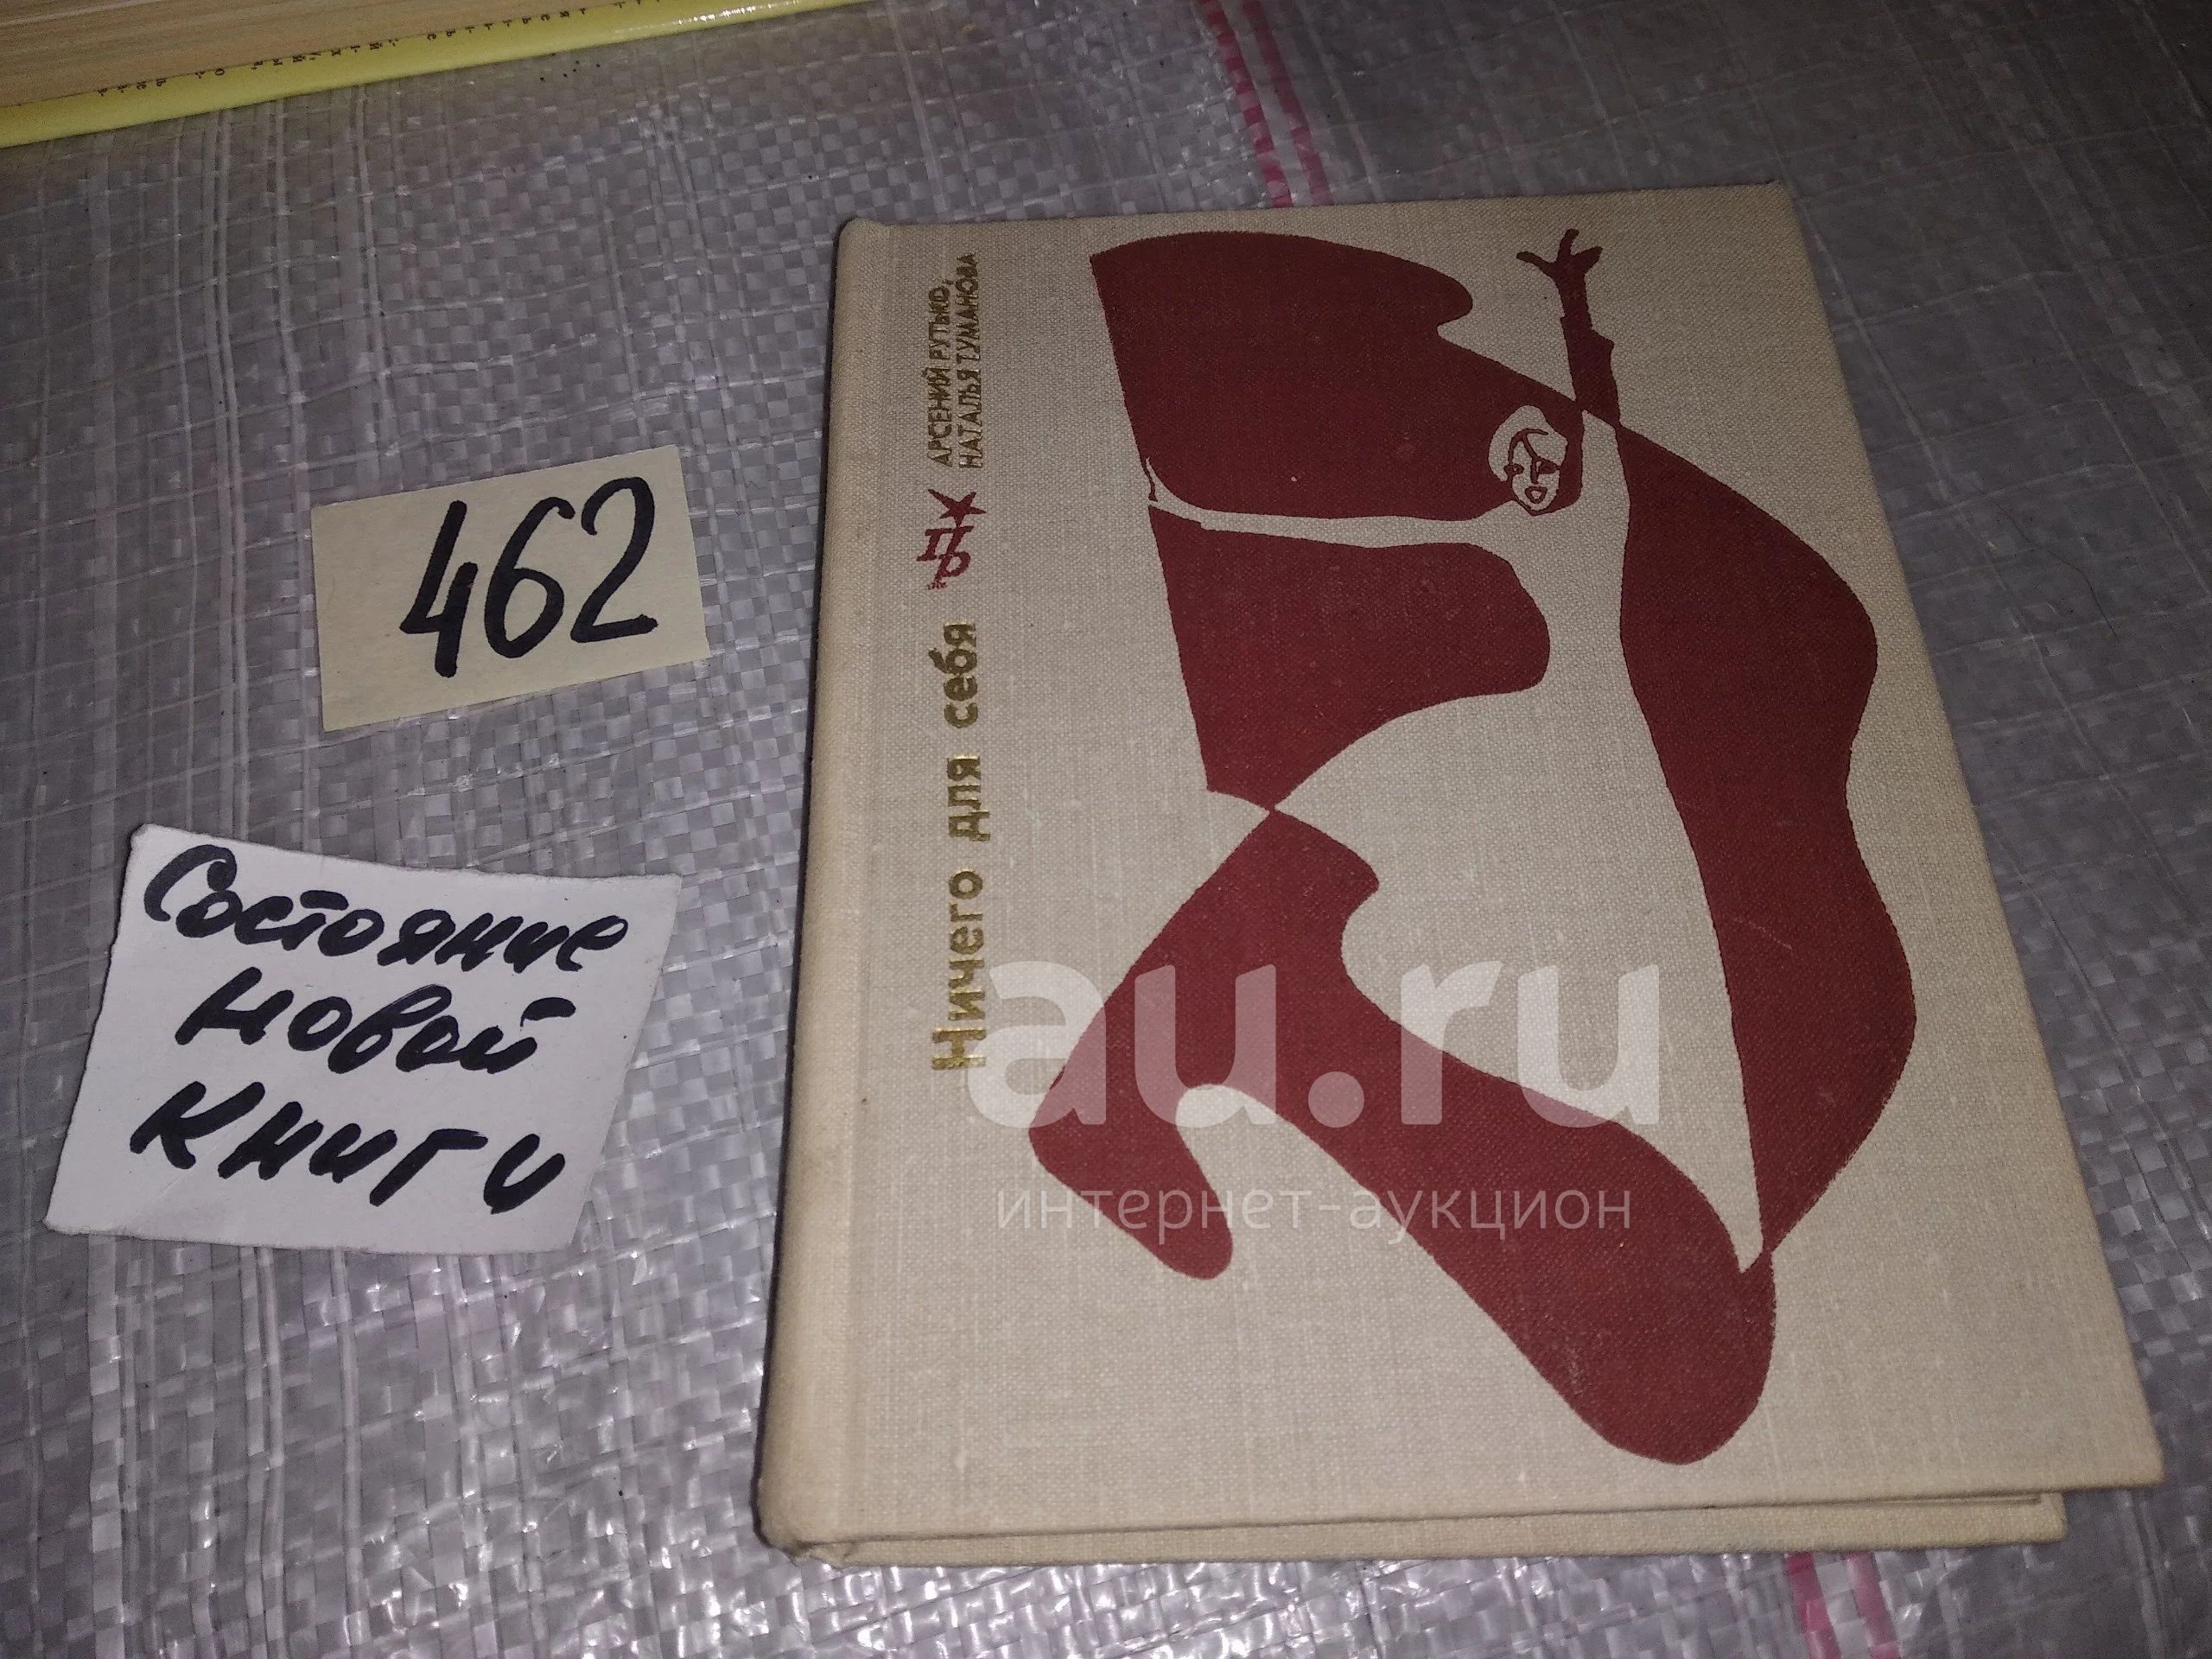 462
Состояние
новой
книги
АРСЕНИЙ РУТЬКО,
НАТАЛЬЯ ТУМАНОВА
Ничего для себя
au.ru
интернет-аукцион